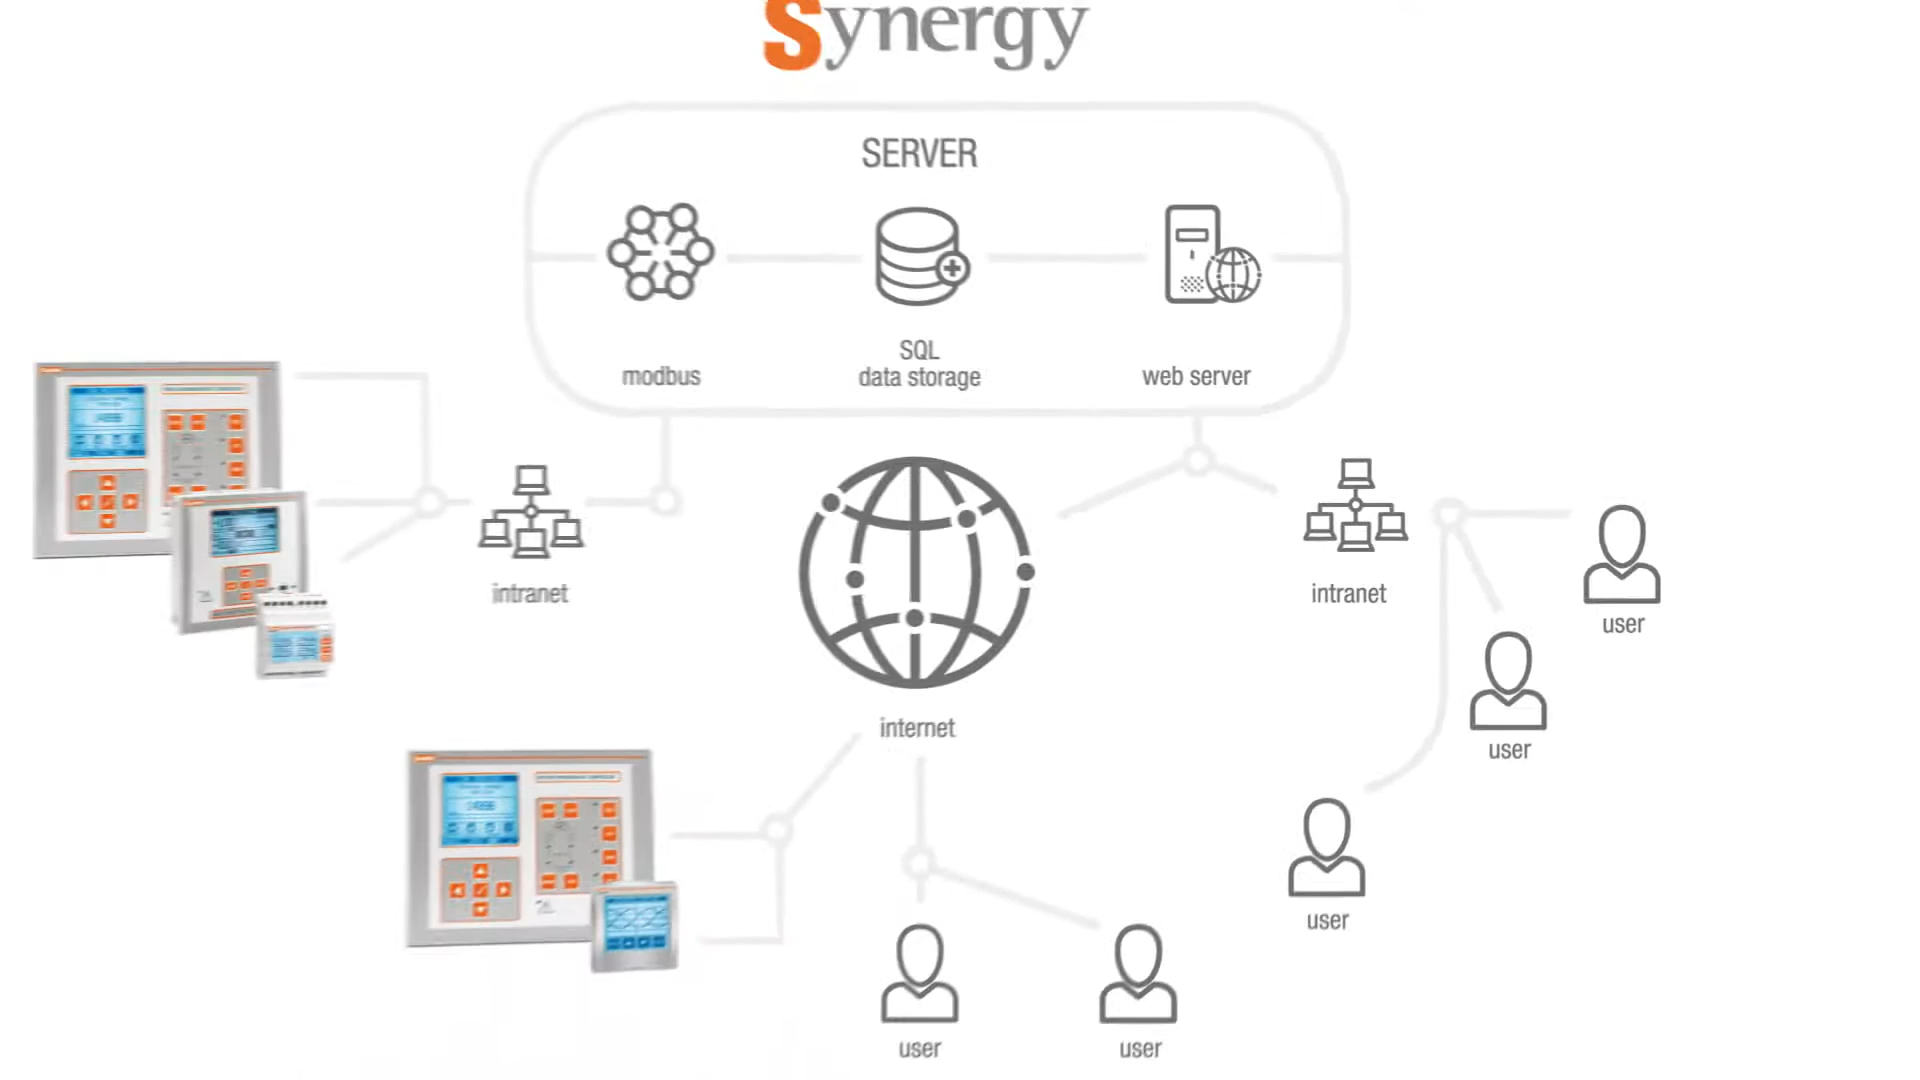 Synergy
SERVER
modbus
SQL
data storage
web server
intranet
internet
intranet
user
user
user
user
user